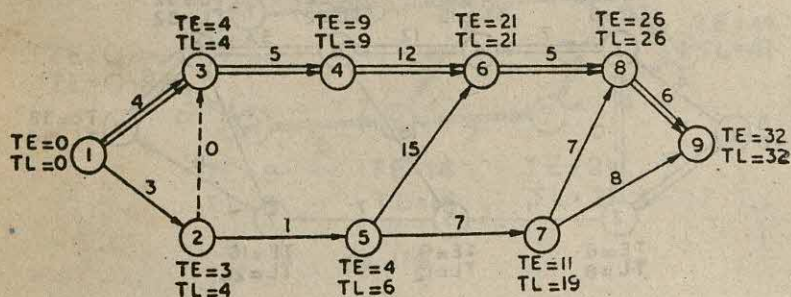 TE=4
TL=4
TE=9
TL=9
TE=21
TL=21
TE=26
TL=26
3
5
4
12
6
5
8
4
6
TE=0
TL=0
1
0
15
7
9
TE=32
TL=32
3
8
2
1
5
7
7
TE=3
TL=4
TE=4
TL=6
TE=11
TL=19